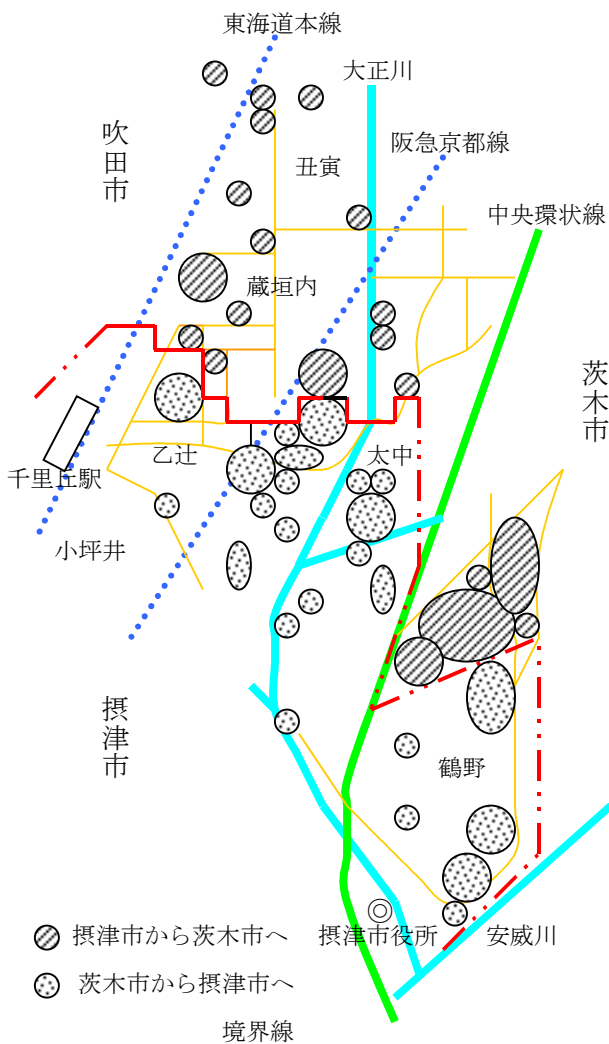 東海道本線
大正川
吹田市
阪急京都線
丑寅
中央環状線
蔵垣内
茨木市
乙辻
太中
千里丘駅
小坪井
摂津市
鶴野
摂津市から茨木市へ
摂津市役所
安威川
茨木市から摂津市へ
境界線